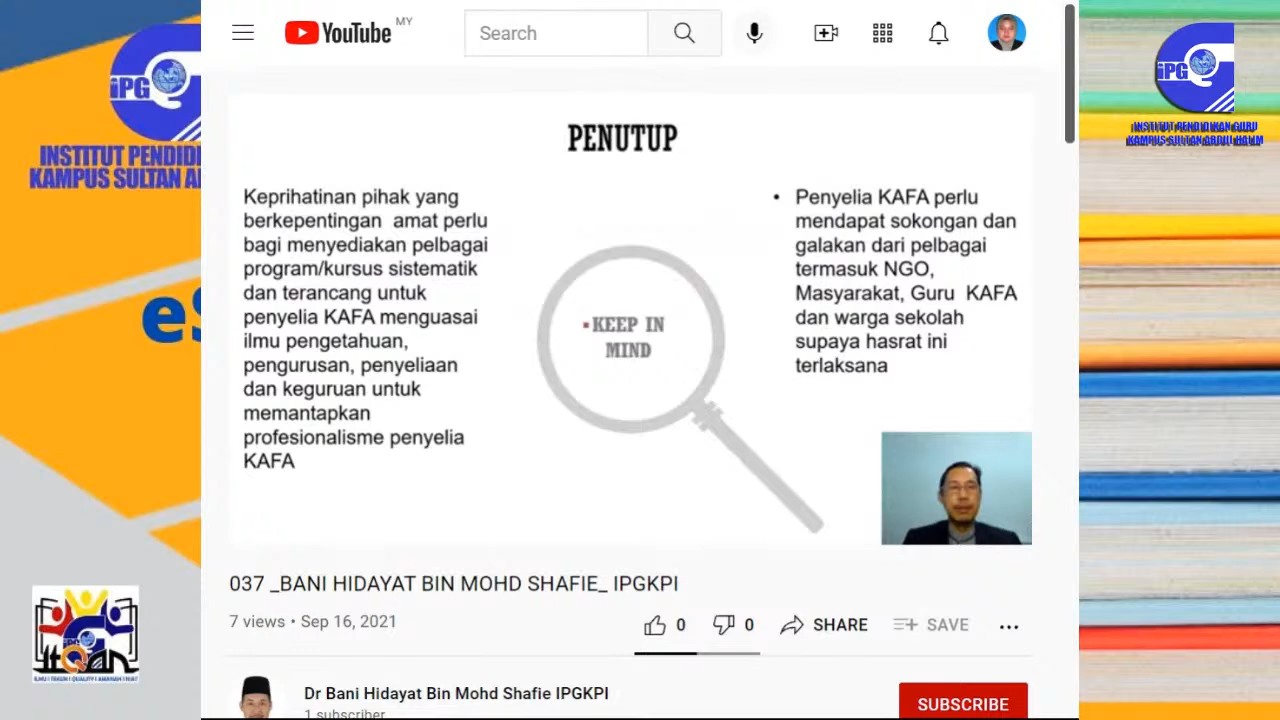 YouTube MY
Search
iPG
INSTITUT PENDIDI
KAMPUS SULTAN A
iPG
INSTITUT PENDIDIKAN GURU
KAMPUS SULTAN ABDUL HALIM
PENUTUP
Keprihatinan pihak yang
berkepentingan amat perlu
bagi menyediakan pelbagai
program/kursus sistematik
dan terancang untuk
penyelia KAFA menguasai
ilmu pengetahuan,
pengurusan, penyeliaan
dan keguruan untuk
memantapkan
profesionalisme penyelia
KAFA
KEEP IN
MIND
• Penyelia KAFA perlu
mendapat sokongan dan
galakan dari pelbagai
termasuk NGO,
Masyarakat, Guru KAFA
dan warga sekolah
supaya hasrat ini
terlaksana
eS
037 _BANI HIDAYAT BIN MOHD SHAFIE_ IPGKPI
7 views • Sep 16, 2021
0 0 SHARE SAVE
Dr Bani Hidayat Bin Mohd Shafie IPGKPI
1 subscriber
SUBSCRIBE
itQan